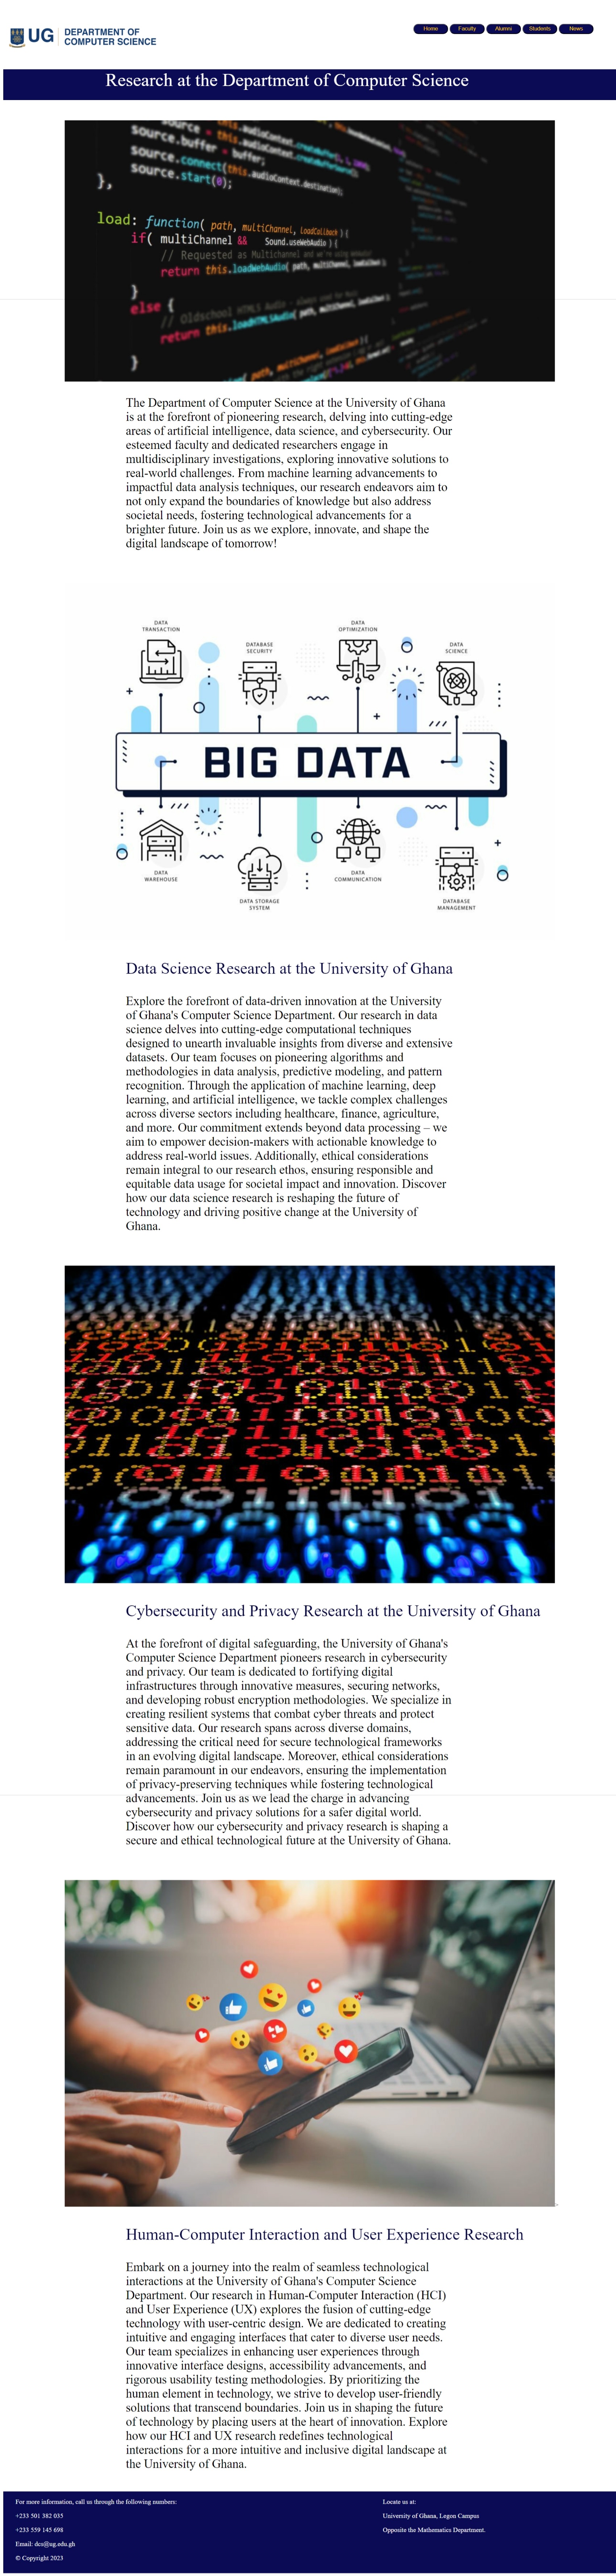 UG DEPARTMENT OF
COMPUTER SCIENCE
Home Faculty Alumni Students News
Research at the Department of Computer Science
source.buffer = buffer;
source.connect(this.audioContext.destination);
source.start(0);
},
load: function( path, multiChannel, loadCallback ) {
if( multiChannel && Sound.useWebAudio ) {
// Requested as Multichannel and
return this.loadWebAudio( path, multiChannel, loadCallback );
}
else {
// Oldschool HTML5 Audio - always used for
return this.loadHTML5Audio( path, multiChannel, loadCallback );
}
The Department of Computer Science at the University of Ghana
is at the forefront of pioneering research, delving into cutting-edge
areas of artificial intelligence, data science, and cybersecurity. Our
esteemed faculty and dedicated researchers engage in
multidisciplinary investigations, exploring innovative solutions to
real-world challenges. From machine learning advancements to
impactful data analysis techniques, our research endeavors aim to
not only expand the boundaries of knowledge but also address
societal needs, fostering technological advancements for a
brighter future. Join us as we explore, innovate, and shape the
digital landscape of tomorrow!
DATA
TRANSACTION
DATABASE
SECURITY
DATA
OPTIMIZATION
DATA
SCIENCE
BIG DATA
DATA
WAREHOUSE
DATA STORAGE
SYSTEM
DATA
COMMUNICATION
DATABASE
MANAGEMENT
Data Science Research at the University of Ghana
Explore the forefront of data-driven innovation at the University
of Ghana's Computer Science Department. Our research in data
science delves into cutting-edge computational techniques
designed to unearth invaluable insights from diverse and extensive
datasets. Our team focuses on pioneering algorithms and
methodologies in data analysis, predictive modeling, and pattern
recognition. Through the application of machine learning, deep
learning, and artificial intelligence, we tackle complex challenges
across diverse sectors including healthcare, finance, agriculture,
and more. Our commitment extends beyond data processing – we
aim to empower decision-makers with actionable knowledge to
address real-world issues. Additionally, ethical considerations
remain integral to our research ethos, ensuring responsible and
equitable data usage for societal impact and innovation. Discover
how our data science research is reshaping the future of
technology and driving positive change at the University of
Ghana.
Cybersecurity and Privacy Research at the University of Ghana
At the forefront of digital safeguarding, the University of Ghana's
Computer Science Department pioneers research in cybersecurity
and privacy. Our team is dedicated to fortifying digital
infrastructures through innovative measures, securing networks,
and developing robust encryption methodologies. We specialize in
creating resilient systems that combat cyber threats and protect
sensitive data. Our research spans across diverse domains,
addressing the critical need for secure technological frameworks
in an evolving digital landscape. Moreover, ethical considerations
remain paramount in our endeavors, ensuring the implementation
of privacy-preserving techniques while fostering technological
advancements. Join us as we lead the charge in advancing
cybersecurity and privacy solutions for a safer digital world.
Discover how our cybersecurity and privacy research is shaping a
secure and ethical technological future at the University of Ghana.
>
Human-Computer Interaction and User Experience Research
Embark on a journey into the realm of seamless technological
interactions at the University of Ghana's Computer Science
Department. Our research in Human-Computer Interaction (HCI)
and User Experience (UX) explores the fusion of cutting-edge
technology with user-centric design. We are dedicated to creating
intuitive and engaging interfaces that cater to diverse user needs.
Our team specializes in enhancing user experiences through
innovative interface designs, accessibility advancements, and
rigorous usability testing methodologies. By prioritizing the
human element in technology, we strive to develop user-friendly
solutions that transcend boundaries. Join us in shaping the future
of technology by placing users at the heart of innovation. Explore
how our HCI and UX research redefines technological
interactions for a more intuitive and inclusive digital landscape at
the University of Ghana.
For more information, call us through the following numbers:
+233 501 382 035
+233 559 145 698
Email: dcs@ug.edu.gh
© Copyright 2023
Locate us at:
University of Ghana, Legon Campus
Opposite the Mathematics Department.